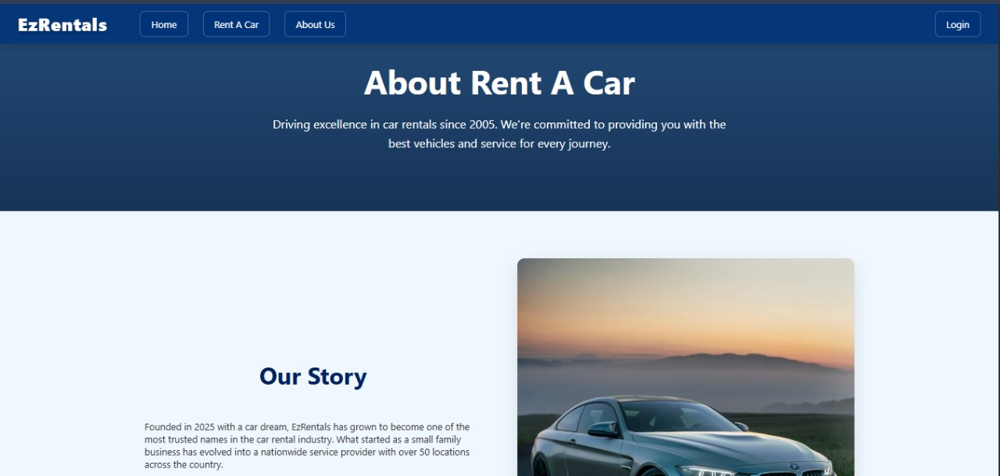 EzRentals
Home
Rent A Car
About Us
Login
About Rent A Car
Driving excellence in car rentals since 2005. We're committed to providing you with the
best vehicles and service for every journey.
Our Story
Founded in 2025 with a car dream, EzRentals has grown to become one of the
most trusted names in the car rental industry. What started as a small family
business has evolved into a nationwide service provider with over 50 locations
across the country.